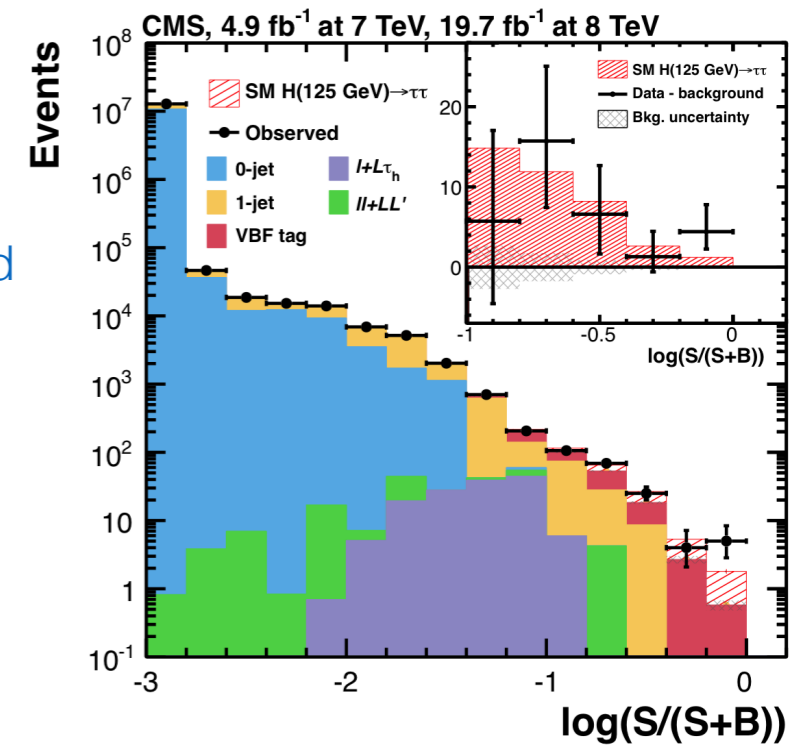 CMS, 4.9 fb⁻¹ at 7 TeV, 19.7 fb⁻¹ at 8 TeV
Events
10⁸
10⁷
10⁶
10⁵
10⁴
10³
10²
10
1
10⁻¹
SM H(125 GeV)→ττ
Observed
0-jet
l+Lτₕ
1-jet
ll+LL'
VBF tag
d
SM H(125 GeV)→ττ
Data - background
Bkg. uncertainty
20
10
0
-1 -0.5 0
log(S/(S+B))
-3 -2 -1 0
log(S/(S+B))